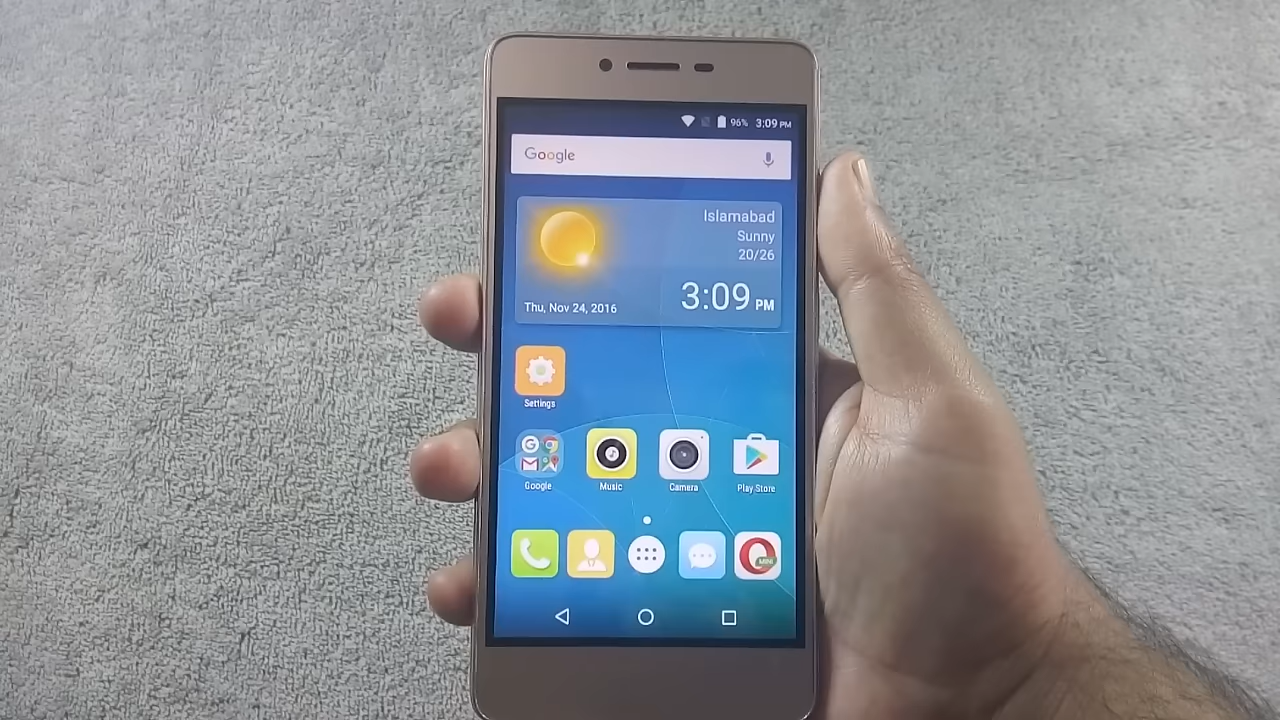 96% 3:09 PM
Google
Islamabad
Sunny
20/26
3:09 PM
Thu, Nov 24, 2016
Settings
Google Music Camera Play Store
MINI